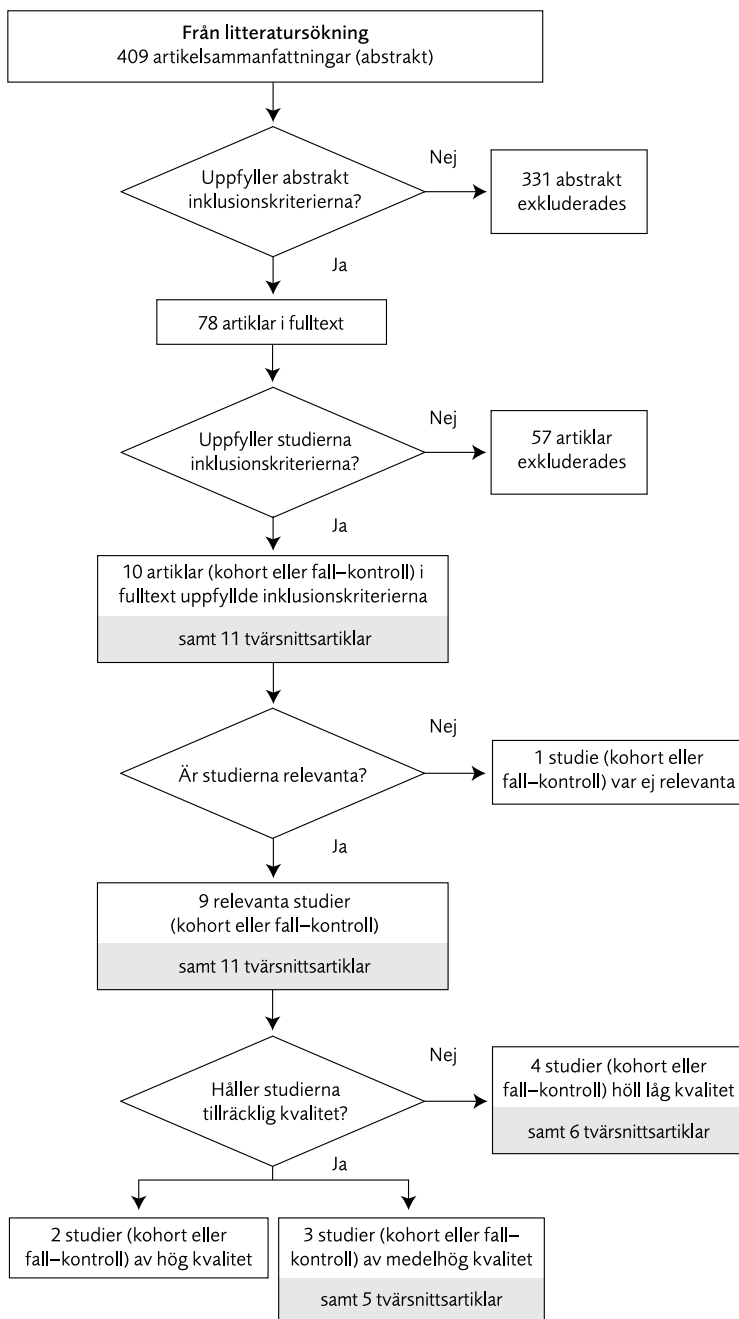 Från litteratursökning
409 artikelsammanfattningar (abstrakt)
Uppfyller abstrakt
inklusionskriterierna?
Nej
331 abstrakt
exkluderades
Ja
78 artiklar i fulltext
Uppfyller studierna
inklusionskriterierna?
Nej
57 artiklar
exkluderades
Ja
10 artiklar (kohort eller fall–kontroll) i
fulltext uppfyllde inklusionskriterierna
samt 11 tvärsnittsartiklar
Är studierna relevanta?
Nej
1 studie (kohort eller
fall–kontroll) var ej relevanta
Ja
9 relevanta studier
(kohort eller fall–kontroll)
samt 11 tvärsnittsartiklar
Håller studierna
tillräcklig kvalitet?
Nej
4 studier (kohort eller
fall–kontroll) höll låg kvalitet
samt 6 tvärsnittsartiklar
Ja
2 studier (kohort eller
fall–kontroll) av hög kvalitet
3 studier (kohort eller fall–
kontroll) av medelhög kvalitet
samt 5 tvärsnittsartiklar